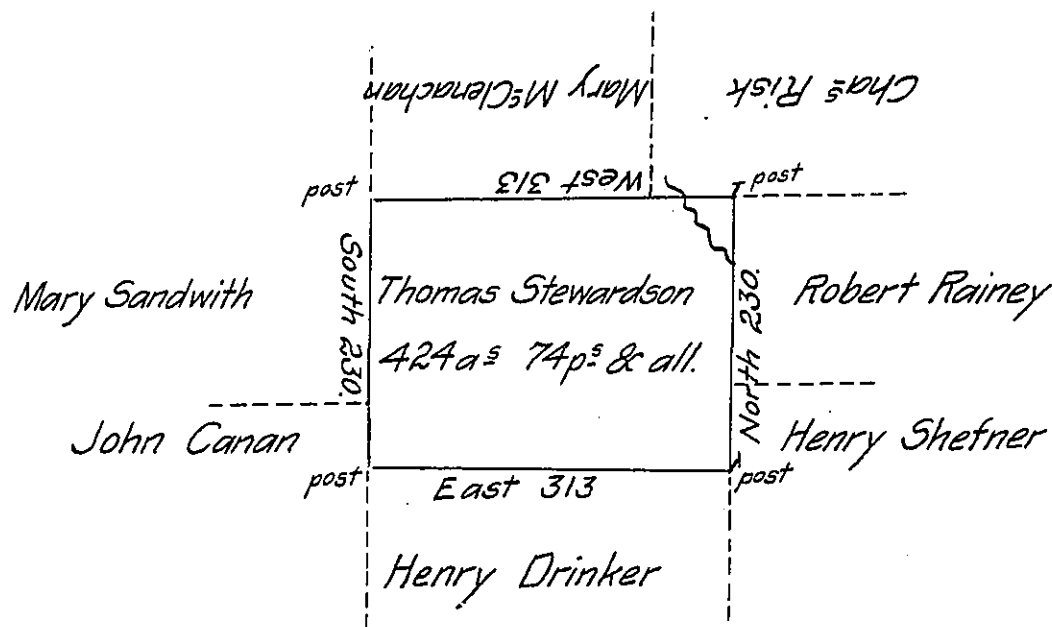 Mary McClenachan
Chas Risk
post
West 313
post
South 230.
Mary Sandwith
Thomas Stewardson
424as 74ps & all.
North 230.
Robert Rainey
John Canan
Henry Shefner
post
East 313
post
Henry Drinker